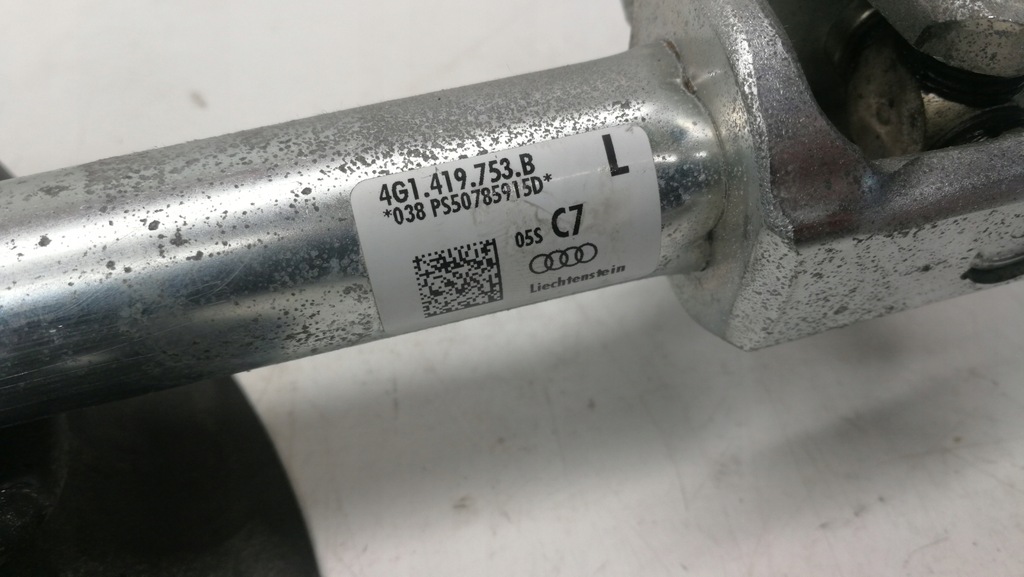 L
4G1.419.753.B
*038 PS50785915D*
05S C7
Liechtenstein